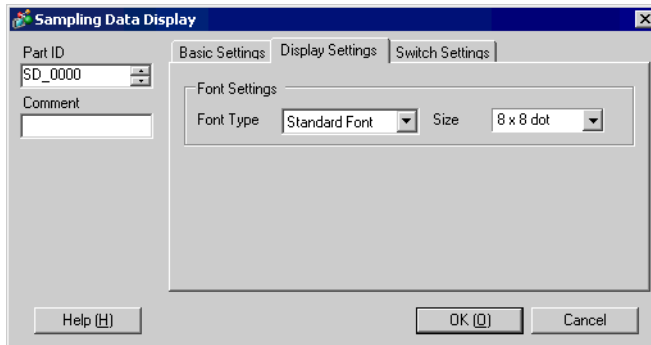 Sampling Data Display
Part ID
SD_0000
Comment
Basic Settings Display Settings Switch Settings
Font Settings
Font Type Standard Font Size 8 x 8 dot
Help (H) OK (O) Cancel